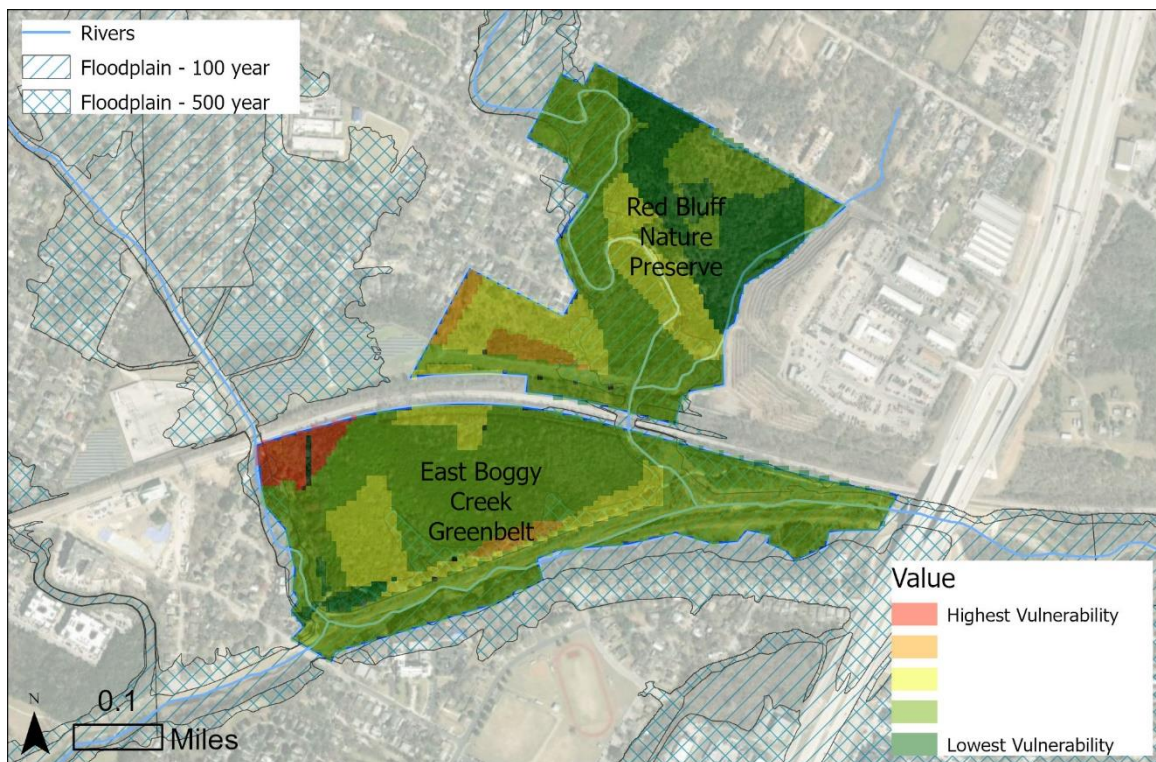 Rivers
Floodplain - 100 year
Floodplain - 500 year
Red Bluff
Nature
Preserve
East Boggy
Creek
Greenbelt
Value
Highest Vulnerability
Lowest Vulnerability
N
0.1
Miles